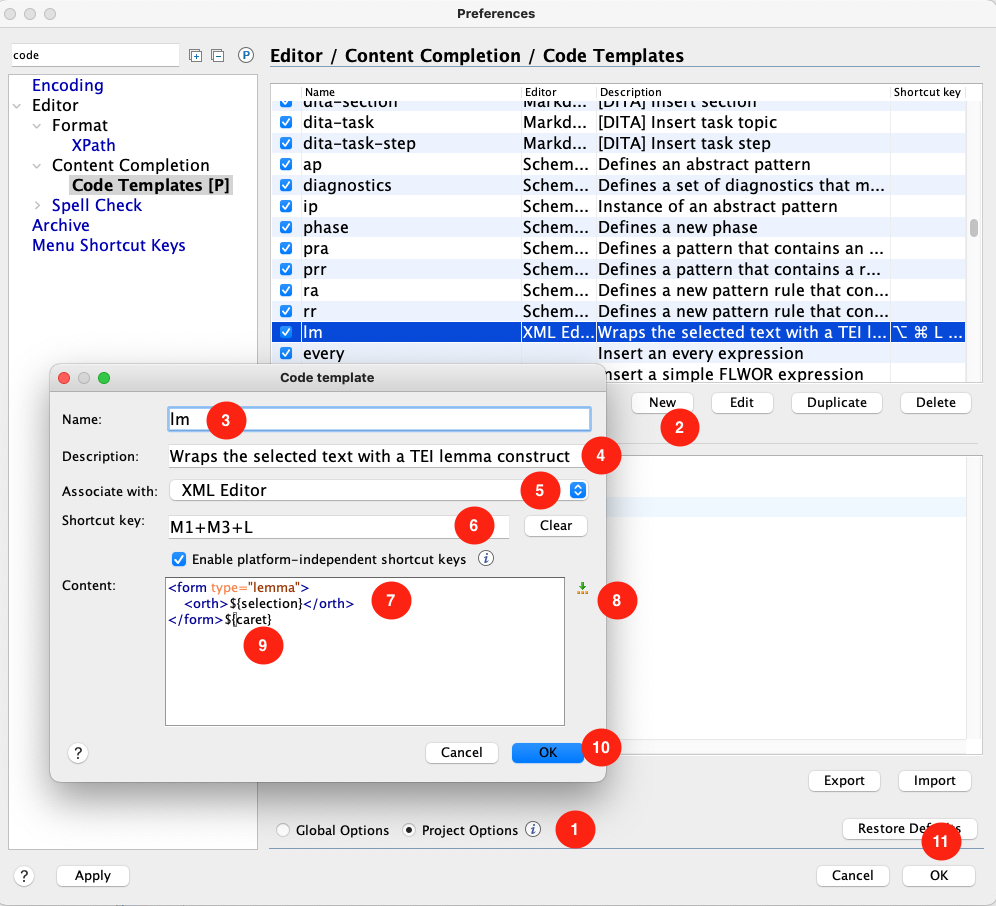 Preferences
code
P
Editor / Content Completion / Code Templates
Encoding
Editor
Format
XPath
Content Completion
Code Templates [P]
Spell Check
Archive
Menu Shortcut Keys
Name Editor Description Shortcut key
dita-section Markd... [DITA] Insert section
dita-task Markd... [DITA] Insert task topic
dita-task-step Markd... [DITA] Insert task step
ap Schem... Defines an abstract pattern
diagnostics Schem... Defines a set of diagnostics that m...
ip Schem... Instance of an abstract pattern
phase Schem... Defines a new phase
pra Schem... Defines a pattern that contains an ...
prr Schem... Defines a pattern that contains a r...
ra Schem... Defines a new pattern rule that con...
rr Schem... Defines a new pattern rule that con...
lm XML Ed... Wraps the selected text with a TEI l... ⌥ ⌘ L ...
every Insert an every expression
nsert a simple FLWOR expression
New Edit Duplicate Delete
2
Code template
Name: lm 3
Description: Wraps the selected text with a TEI lemma construct 4
Associate with: XML Editor 5
Shortcut key: M1+M3+L 6 Clear
Enable platform-independent shortcut keys i
Content: <form type="lemma">
<orth>${selection}</orth> 7 8
</form>${caret}
9
? Cancel OK 10
Export Import
Global Options Project Options i 1
Restore Def s
11
? Apply Cancel OK